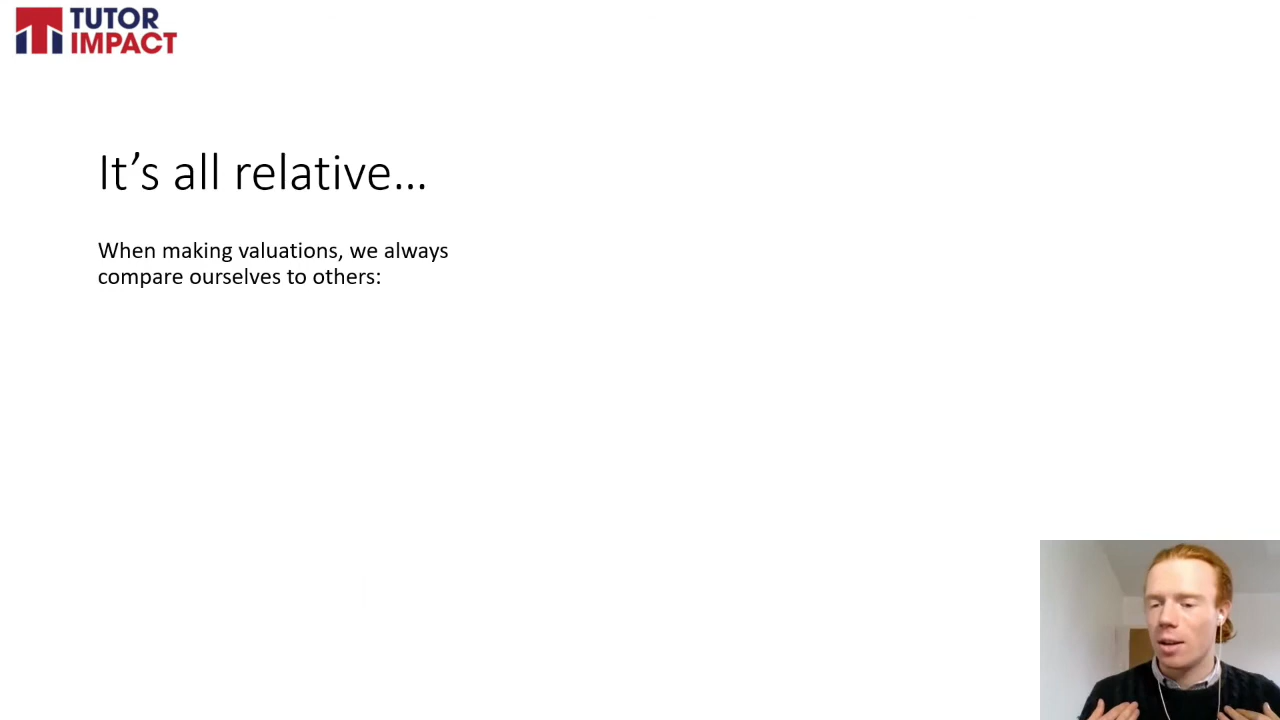 TUTOR
IMPACT
It's all relative…
When making valuations, we always
compare ourselves to others: